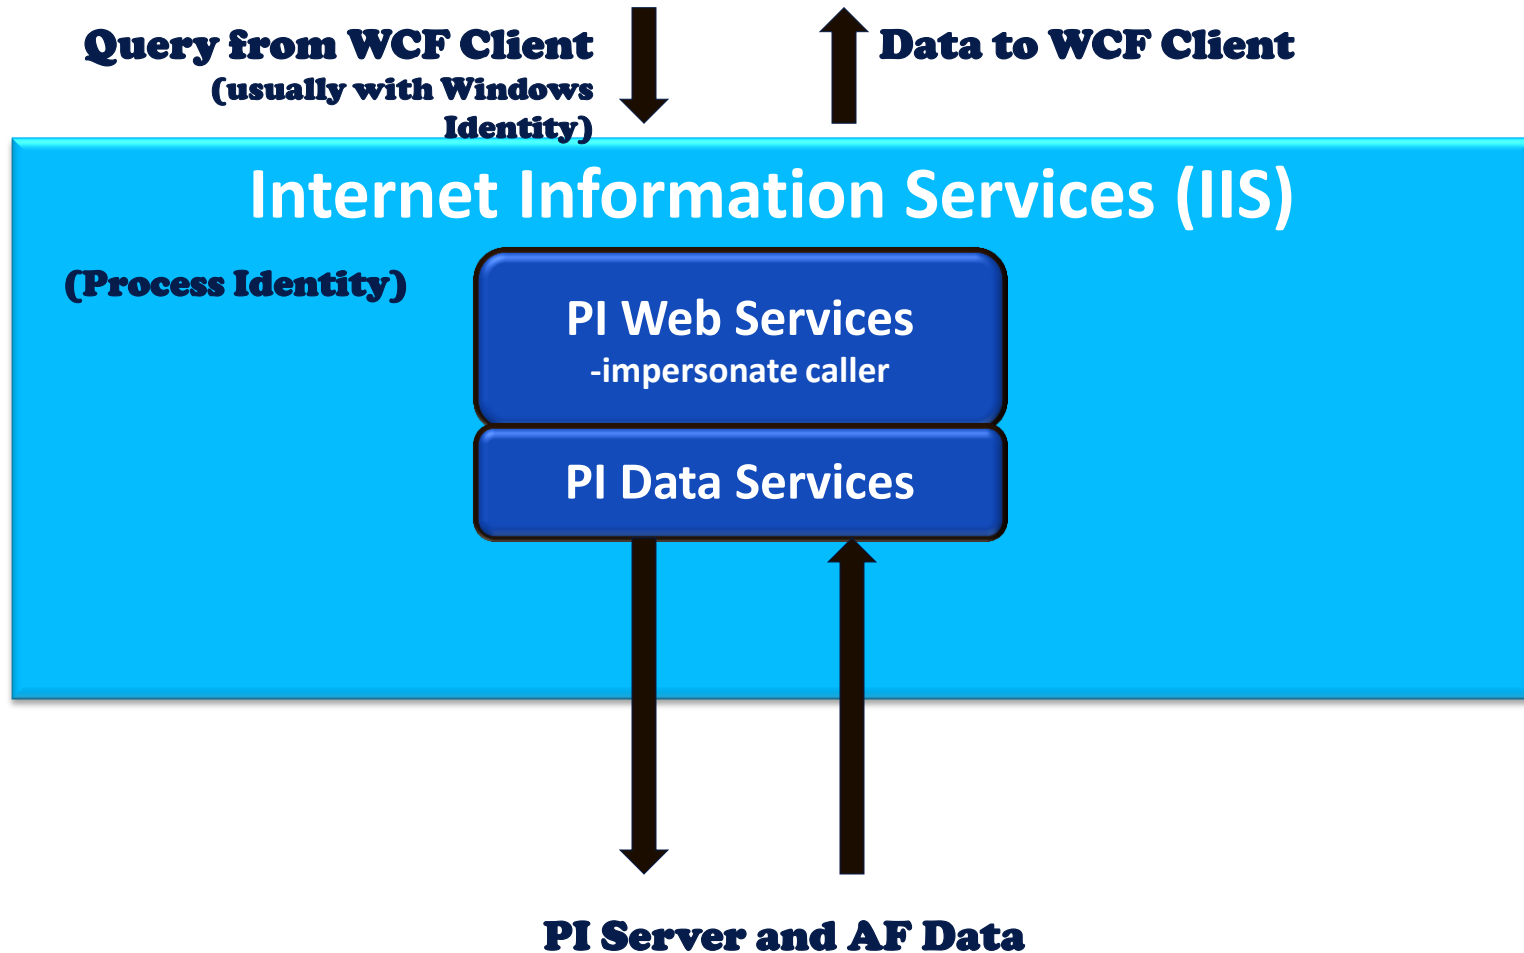 Query from WCF Client
(usually with Windows
Identity)
Data to WCF Client
Internet Information Services (IIS)
(Process Identity)
PI Web Services
-impersonate caller
PI Data Services
PI Server and AF Data